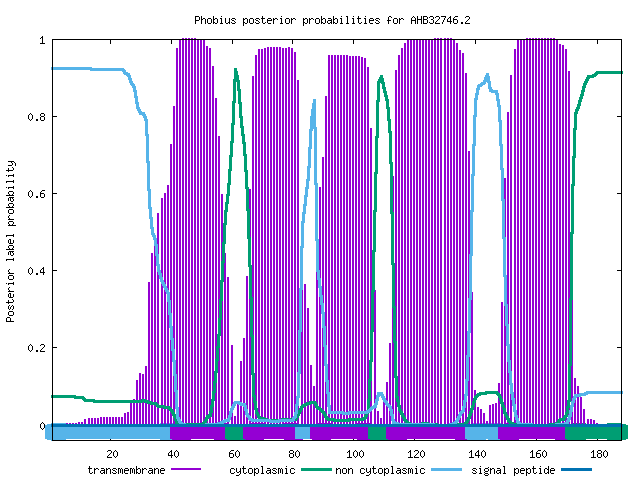 Phobius posterior probabilities for AHB32746.2
Posterior label probability
1
0.8
0.6
0.4
0.2
0
20 40 60 80 100 120 140 160 180
transmembrane cytoplasmic non cytoplasmic signal peptide